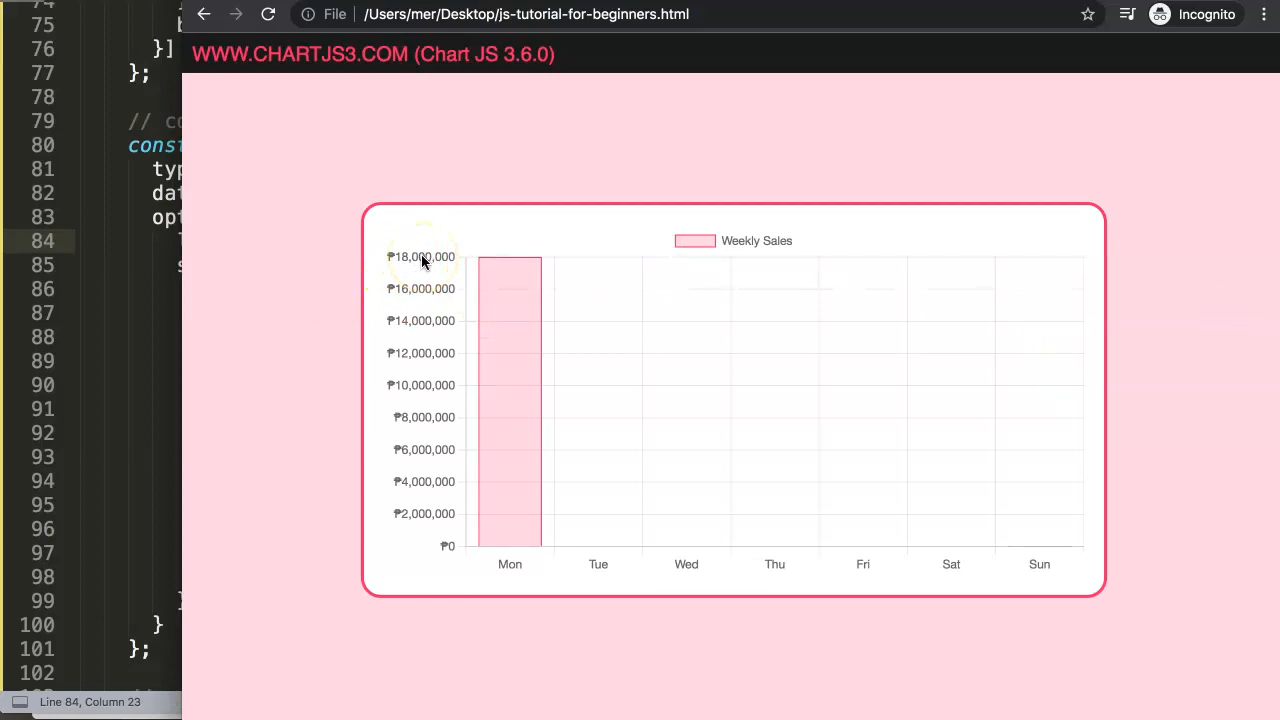 74
75 b
76 }]
77 };
78
79 // co
80 const
81 typ
82 dat
83 opt
84
85 s
86
87
88
89
90
91
92
93
94
95
96
97
98
99 }
100 }
101 };
102
Line 84, Column 23
File /Users/mer/Desktop/js-tutorial-for-beginners.html Incognito
WWW.CHARTJS3.COM (Chart JS 3.6.0)
Weekly Sales
₱18,000,000
₱16,000,000
₱14,000,000
₱12,000,000
₱10,000,000
₱8,000,000
₱6,000,000
₱4,000,000
₱2,000,000
₱0
Mon Tue Wed Thu Fri Sat Sun